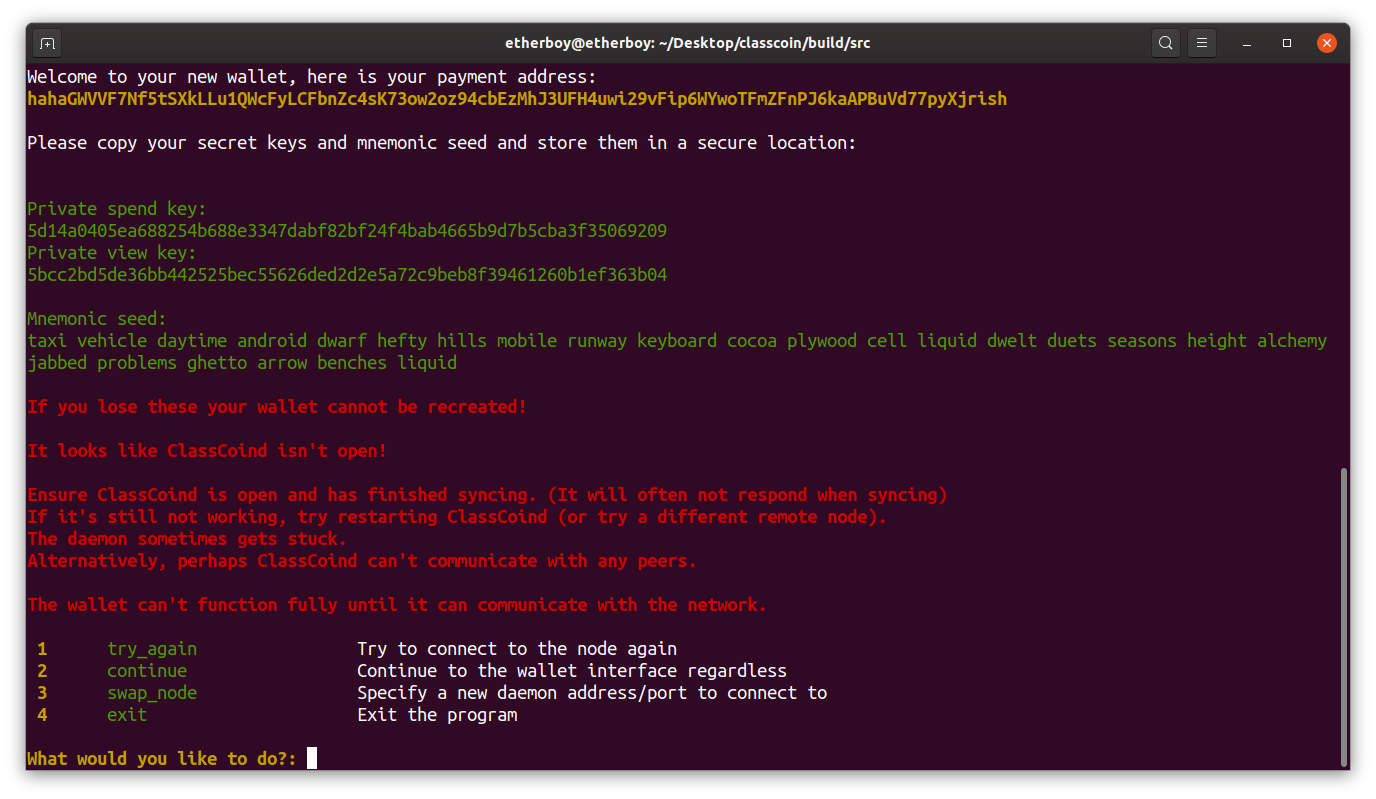 etherboy@etherboy: ~/Desktop/classcoin/build/src
Welcome to your new wallet, here is your payment address:
hahaGWVVF7Nf5tSXkLLu1QWcFyLCFbnZc4sK73ow2oz94cbEzMhJ3UFH4uwi29vFip6WYwoTFmZFnPJ6kaAPBuVd77pyXjrish
Please copy your secret keys and mnemonic seed and store them in a secure location:
Private spend key:
5d14a0405ea688254b688e3347dabf82bf24f4bab4665b9d7b5cba3f35069209
Private view key:
5bcc2bd5de36bb442525bec55626ded2d2e5a72c9beb8f39461260b1ef363b04
Mnemonic seed:
taxi vehicle daytime android dwarf hefty hills mobile runway keyboard cocoa plywood cell liquid dwelt duets seasons height alchemy
jabbed problems ghetto arrow benches liquid
If you lose these your wallet cannot be recreated!
It looks like ClassCoind isn't open!
Ensure ClassCoind is open and has finished syncing. (It will often not respond when syncing)
If it's still not working, try restarting ClassCoind (or try a different remote node).
The daemon sometimes gets stuck.
Alternatively, perhaps ClassCoind can't communicate with any peers.
The wallet can't function fully until it can communicate with the network.
1 try_again Try to connect to the node again
2 continue Continue to the wallet interface regardless
3 swap_node Specify a new daemon address/port to connect to
4 exit Exit the program
What would you like to do?: